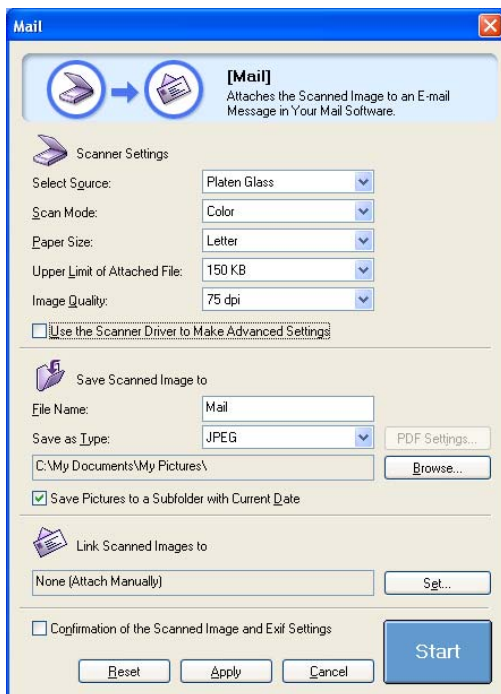 Mail
[Mail]
Attaches the Scanned Image to an E-mail
Message in Your Mail Software.
Scanner Settings
Select Source: Platen Glass
Scan Mode: Color
Paper Size: Letter
Upper Limit of Attached File: 150 KB
Image Quality: 75 dpi
Use the Scanner Driver to Make Advanced Settings
Save Scanned Image to
File Name: Mail
Save as Type: JPEG PDF Settings...
C:\My Documents\My Pictures\ Browse...
Save Pictures to a Subfolder with Current Date
Link Scanned Images to
None (Attach Manually) Set...
Confirmation of the Scanned Image and Exif Settings
Start
Reset Apply Cancel